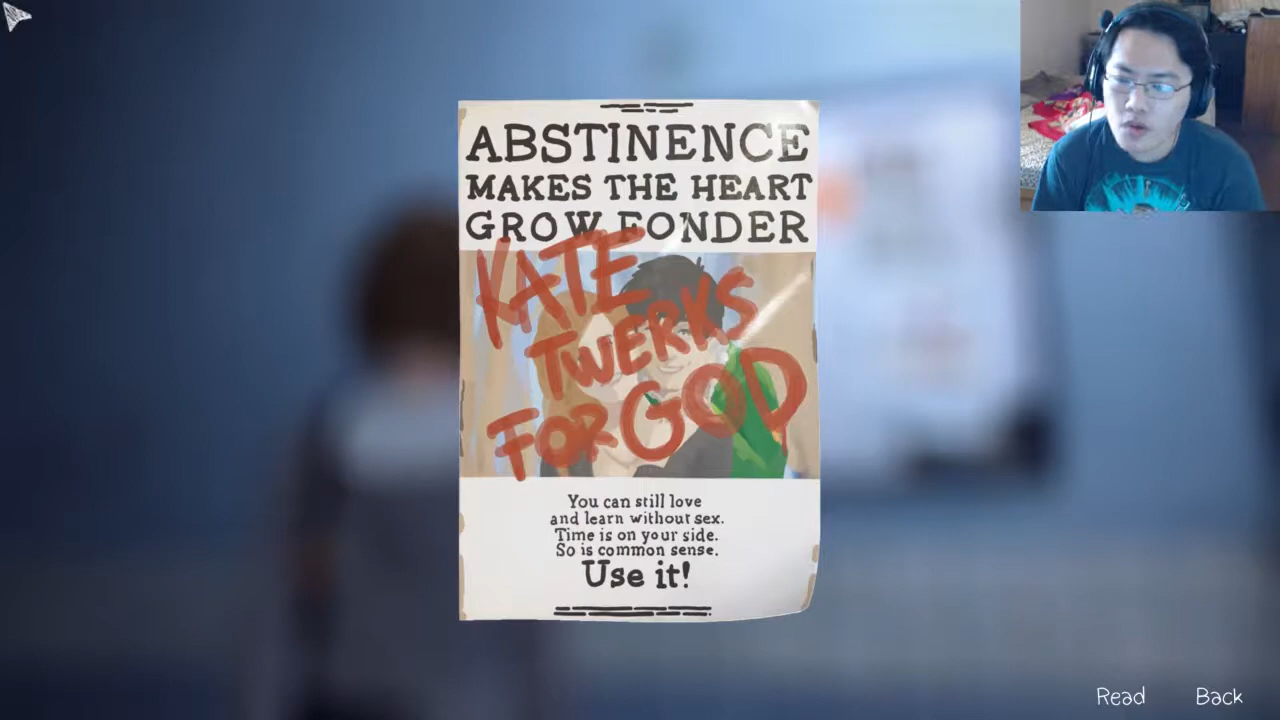 ABSTINENCE
MAKES THE HEART
GROW FONDER
KATE
TWERKS
FOR GOD
You can still love
and learn without sex.
Time is on your side.
So is common sense.
Use it!
Read Back